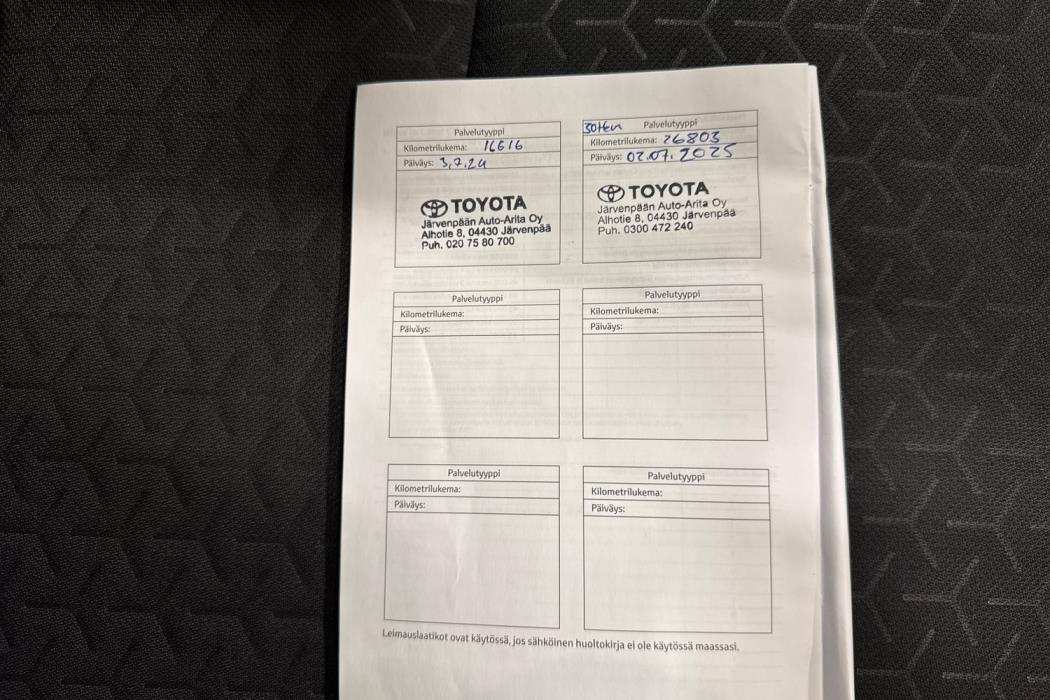 Palvelutyyppi
Kilometrilukema: 16616
Päiväys: 3.7.24
TOYOTA
Järvenpään Auto-Arita Oy
Alhotie 8, 04430 Järvenpää
Puh. 020 75 80 700
30tkm Palvelutyyppi
Kilometrilukema: 26803
Päiväys: 02.07.2025
TOYOTA
Järvenpään Auto-Arita Oy
Alhotie 8, 04430 Järvenpää
Puh. 0300 472 240
Palvelutyyppi
Kilometrilukema:
Päiväys:
Palvelutyyppi
Kilometrilukema:
Päiväys:
Palvelutyyppi
Kilometrilukema:
Päiväys:
Palvelutyyppi
Kilometrilukema:
Päiväys:
Leimauslaatikot ovat käytössä, jos sähköinen huoltokirja ei ole käytössä maassasi.